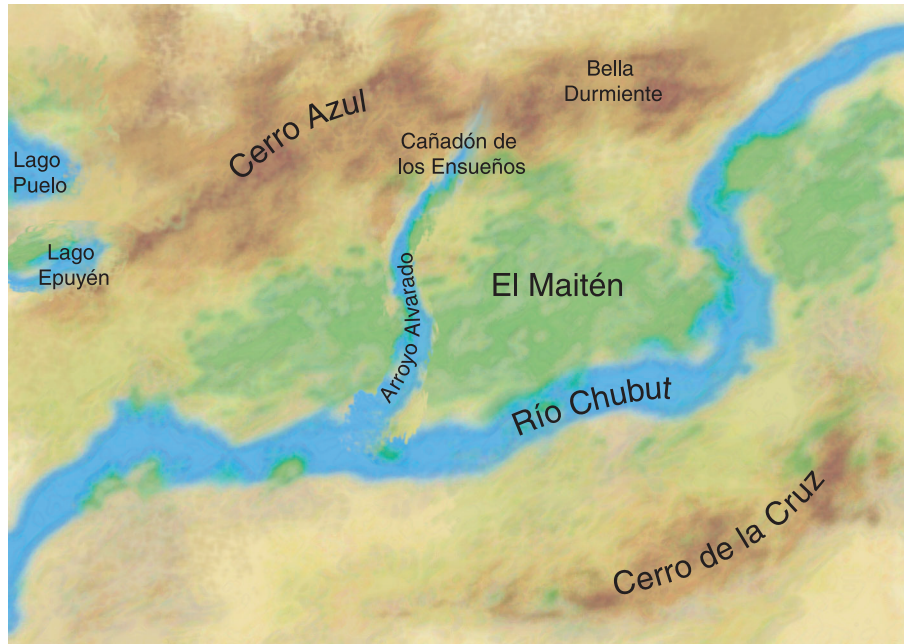 Bella
Durmiente
Cerro Azul
Cañadón de
los Ensueños
Lago
Puelo
Lago
Epuyén
Arroyo Alvarado
El Maitén
Río Chubut
Cerro de la Cruz